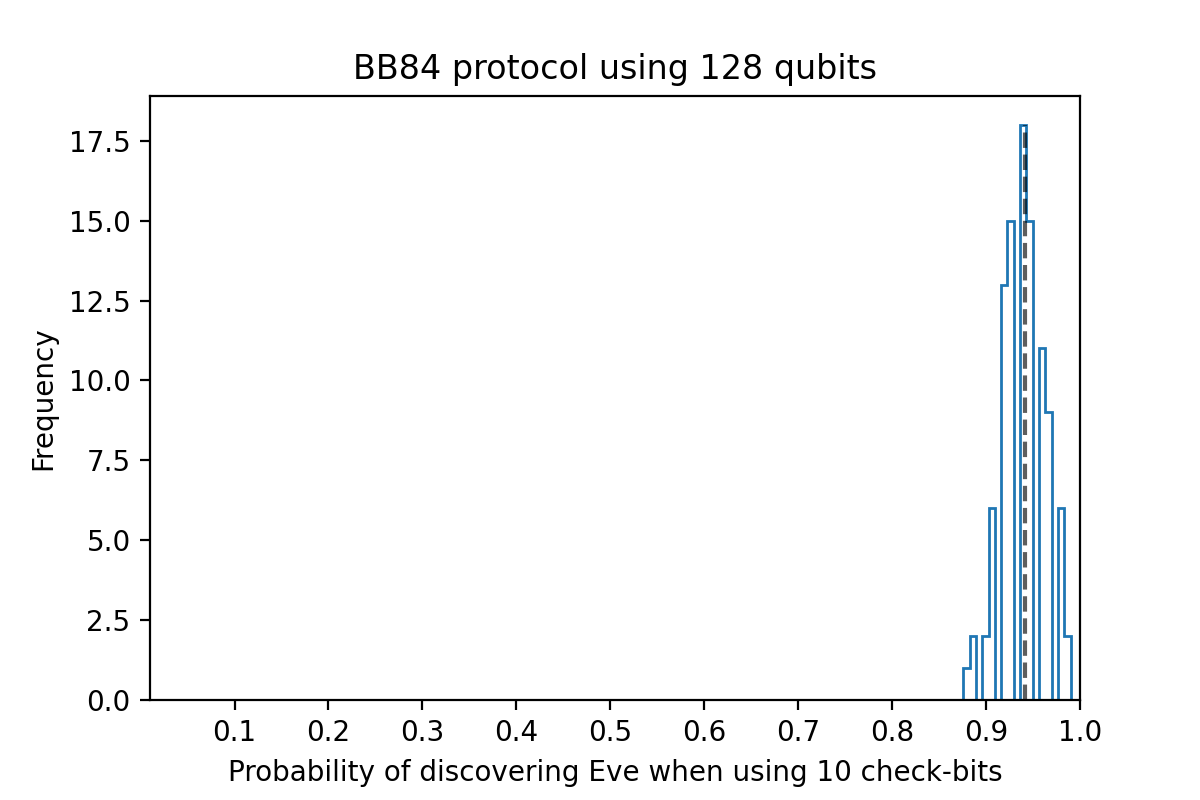 BB84 protocol using 128 qubits
17.5
15.0
12.5
10.0
7.5
5.0
2.5
0.0
Frequency
0.1 0.2 0.3 0.4 0.5 0.6 0.7 0.8 0.9 1.0
Probability of discovering Eve when using 10 check-bits